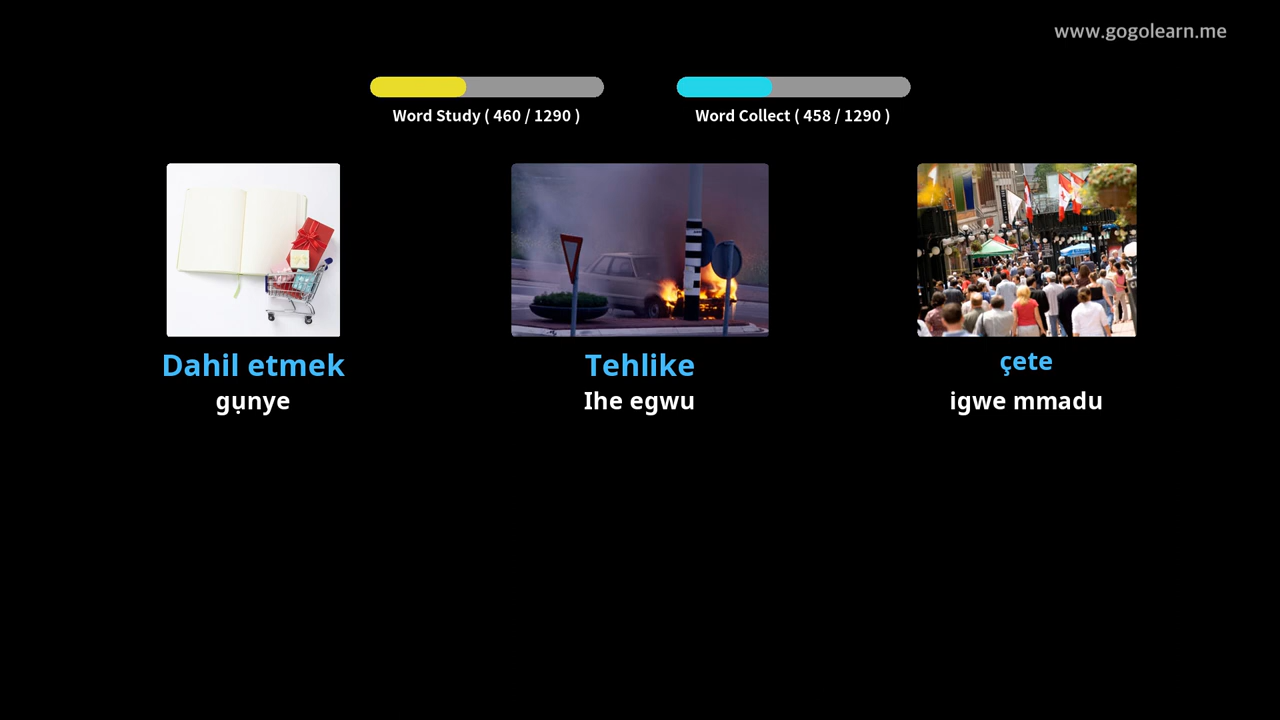 www.gogolearn.me
Word Study ( 460 / 1290 )
Word Collect ( 458 / 1290 )
Dahil etmek
gụnye
Tehlike
Ihe egwu
çete
igwe mmadu